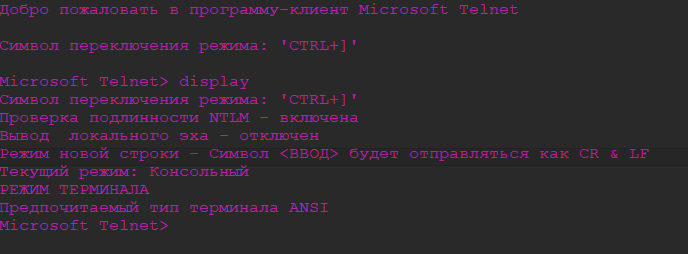 Добро пожаловать в программу-клиент Microsoft Telnet
Символ переключения режима: 'CTRL+]'
Microsoft Telnet> display
Символ переключения режима: 'CTRL+]'
Проверка подлинности NTLM - включена
Вывод  локального эха - отключен
Режим новой строки - Символ <ВВОД> будет отправляться как CR & LF
Текущий режим: Консольный
РЕЖИМ ТЕРМИНАЛА
Предпочитаемый тип терминала ANSI
Microsoft Telnet>